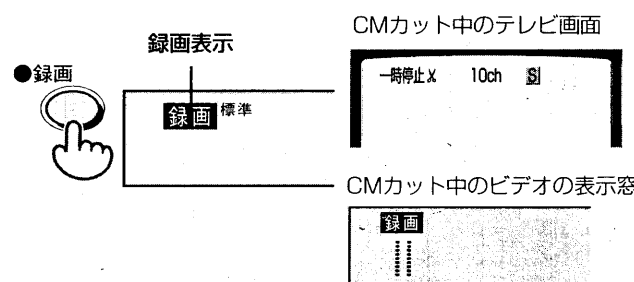 CMカット中のテレビ画面
録画表示
●録画
一時停止 10ch S
録画 標準
CMカット中のビデオの表示窓
録画